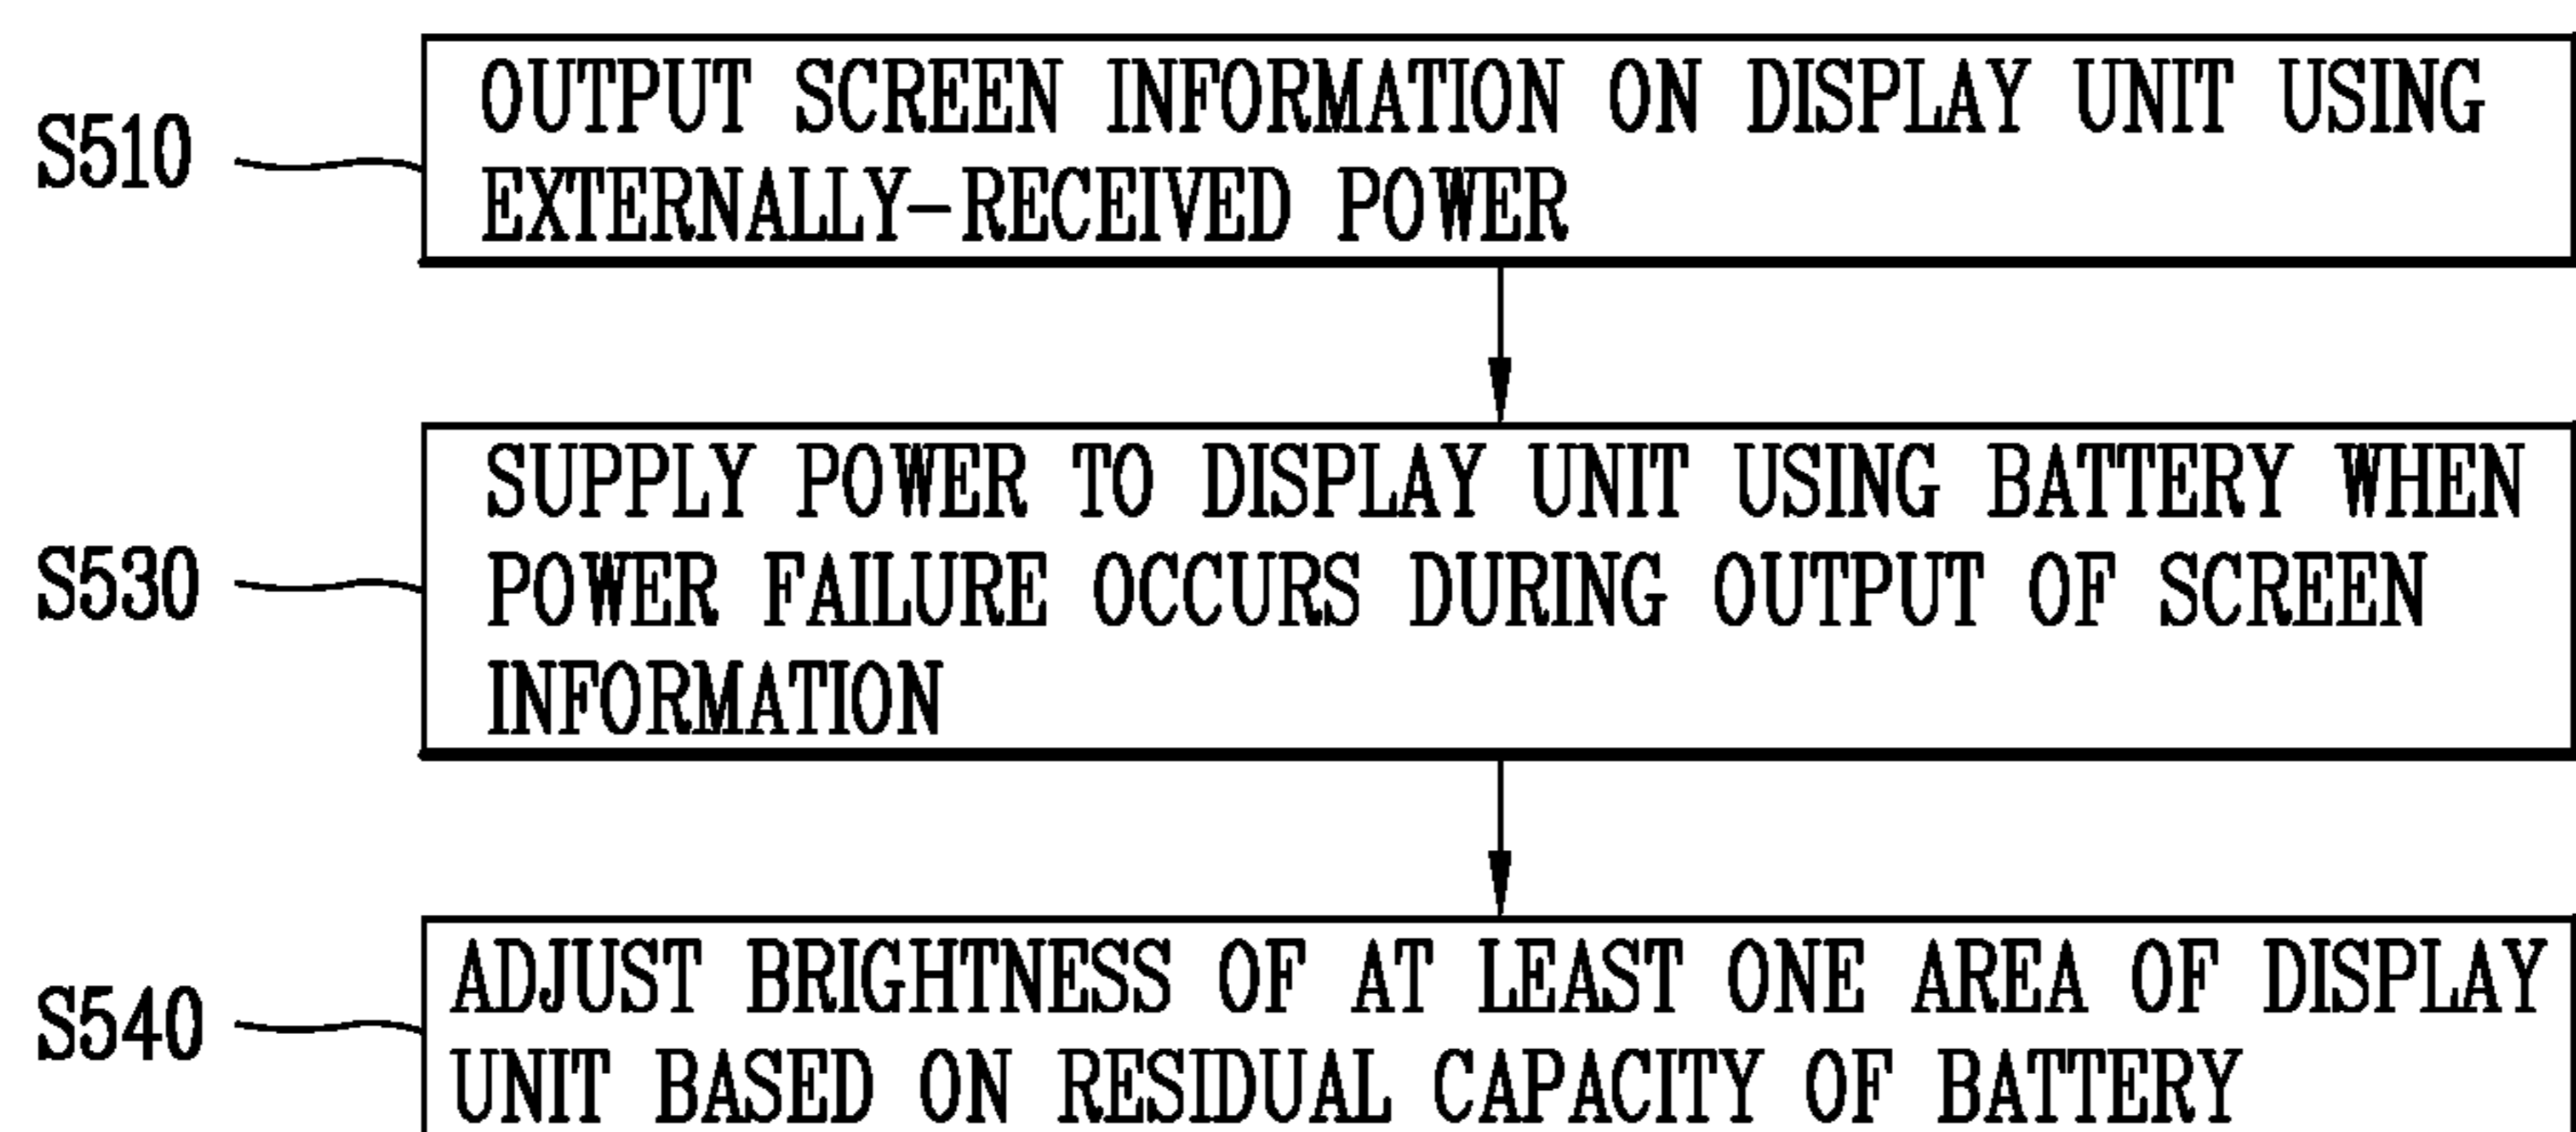 S510
OUTPUT SCREEN INFORMATION ON DISPLAY UNIT USING
EXTERNALLY-RECEIVED POWER
S530
SUPPLY POWER TO DISPLAY UNIT USING BATTERY WHEN
POWER FAILURE OCCURS DURING OUTPUT OF SCREEN
INFORMATION
S540
ADJUST BRIGHTNESS OF AT LEAST ONE AREA OF DISPLAY
UNIT BASED ON RESIDUAL CAPACITY OF BATTERY